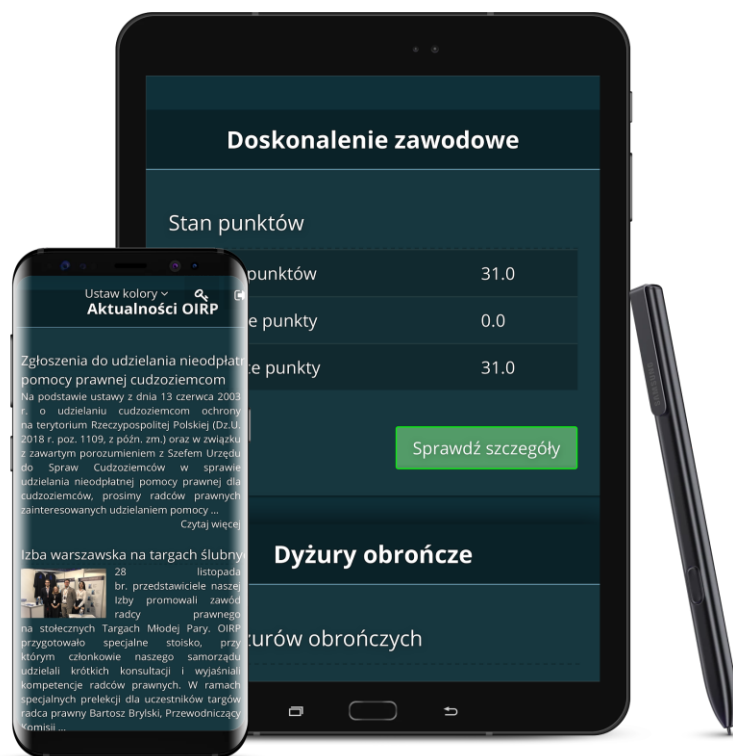 Doskonalenie zawodowe
Stan punktów
punktów 31.0
e punkty 0.0
e punkty 31.0
Sprawdź szczegóły
Dyżury obrończe
urów obrończych
Ustaw kolory
Aktualności OIRP
Zgłoszenia do udzielania nieodpłatn
pomocy prawnej cudzoziemcom
Na podstawie ustawy z dnia 13 czerwca 2003
r. o udzielaniu cudzoziemcom ochrony
na terytorium Rzeczypospolitej Polskiej (Dz.U.
2018 r. poz. 1109, z późn. zm.) oraz w związku
z zawartym porozumieniem z Szefem Urzędu
do Spraw Cudzoziemców w sprawie
udzielania nieodpłatnej pomocy prawnej dla
cudzoziemców, prosimy radców prawnych
zainteresowanych udzielaniem pomocy ...
Czytaj więcej
Izba warszawska na targach ślubny
28 listopada
br. przedstawiciele naszej
Izby promowali zawód
radcy prawnego
na stołecznych Targach Młodej Pary. OIRP
przygotowało specjalne stoisko, przy
którym członkowie naszego samorządu
udzielali krótkich konsultacji i wyjaśniali
kompetencje radców prawnych. W ramach
specjalnych prelekcji dla uczestników targów
radca prawny Bartosz Brylski, Przewodniczący
Komisji ...
SAMSUNG